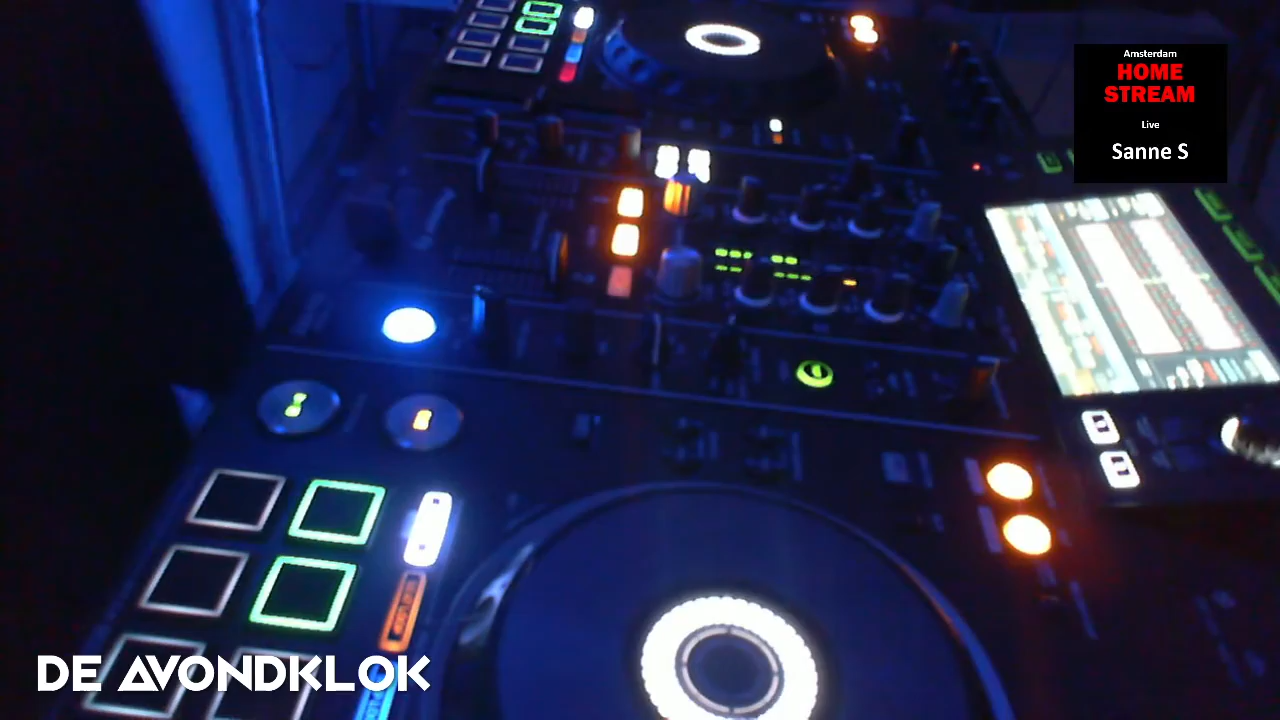 Amsterdam
HOME
STREAM
Live
Sanne S
DE AVONDKLOK